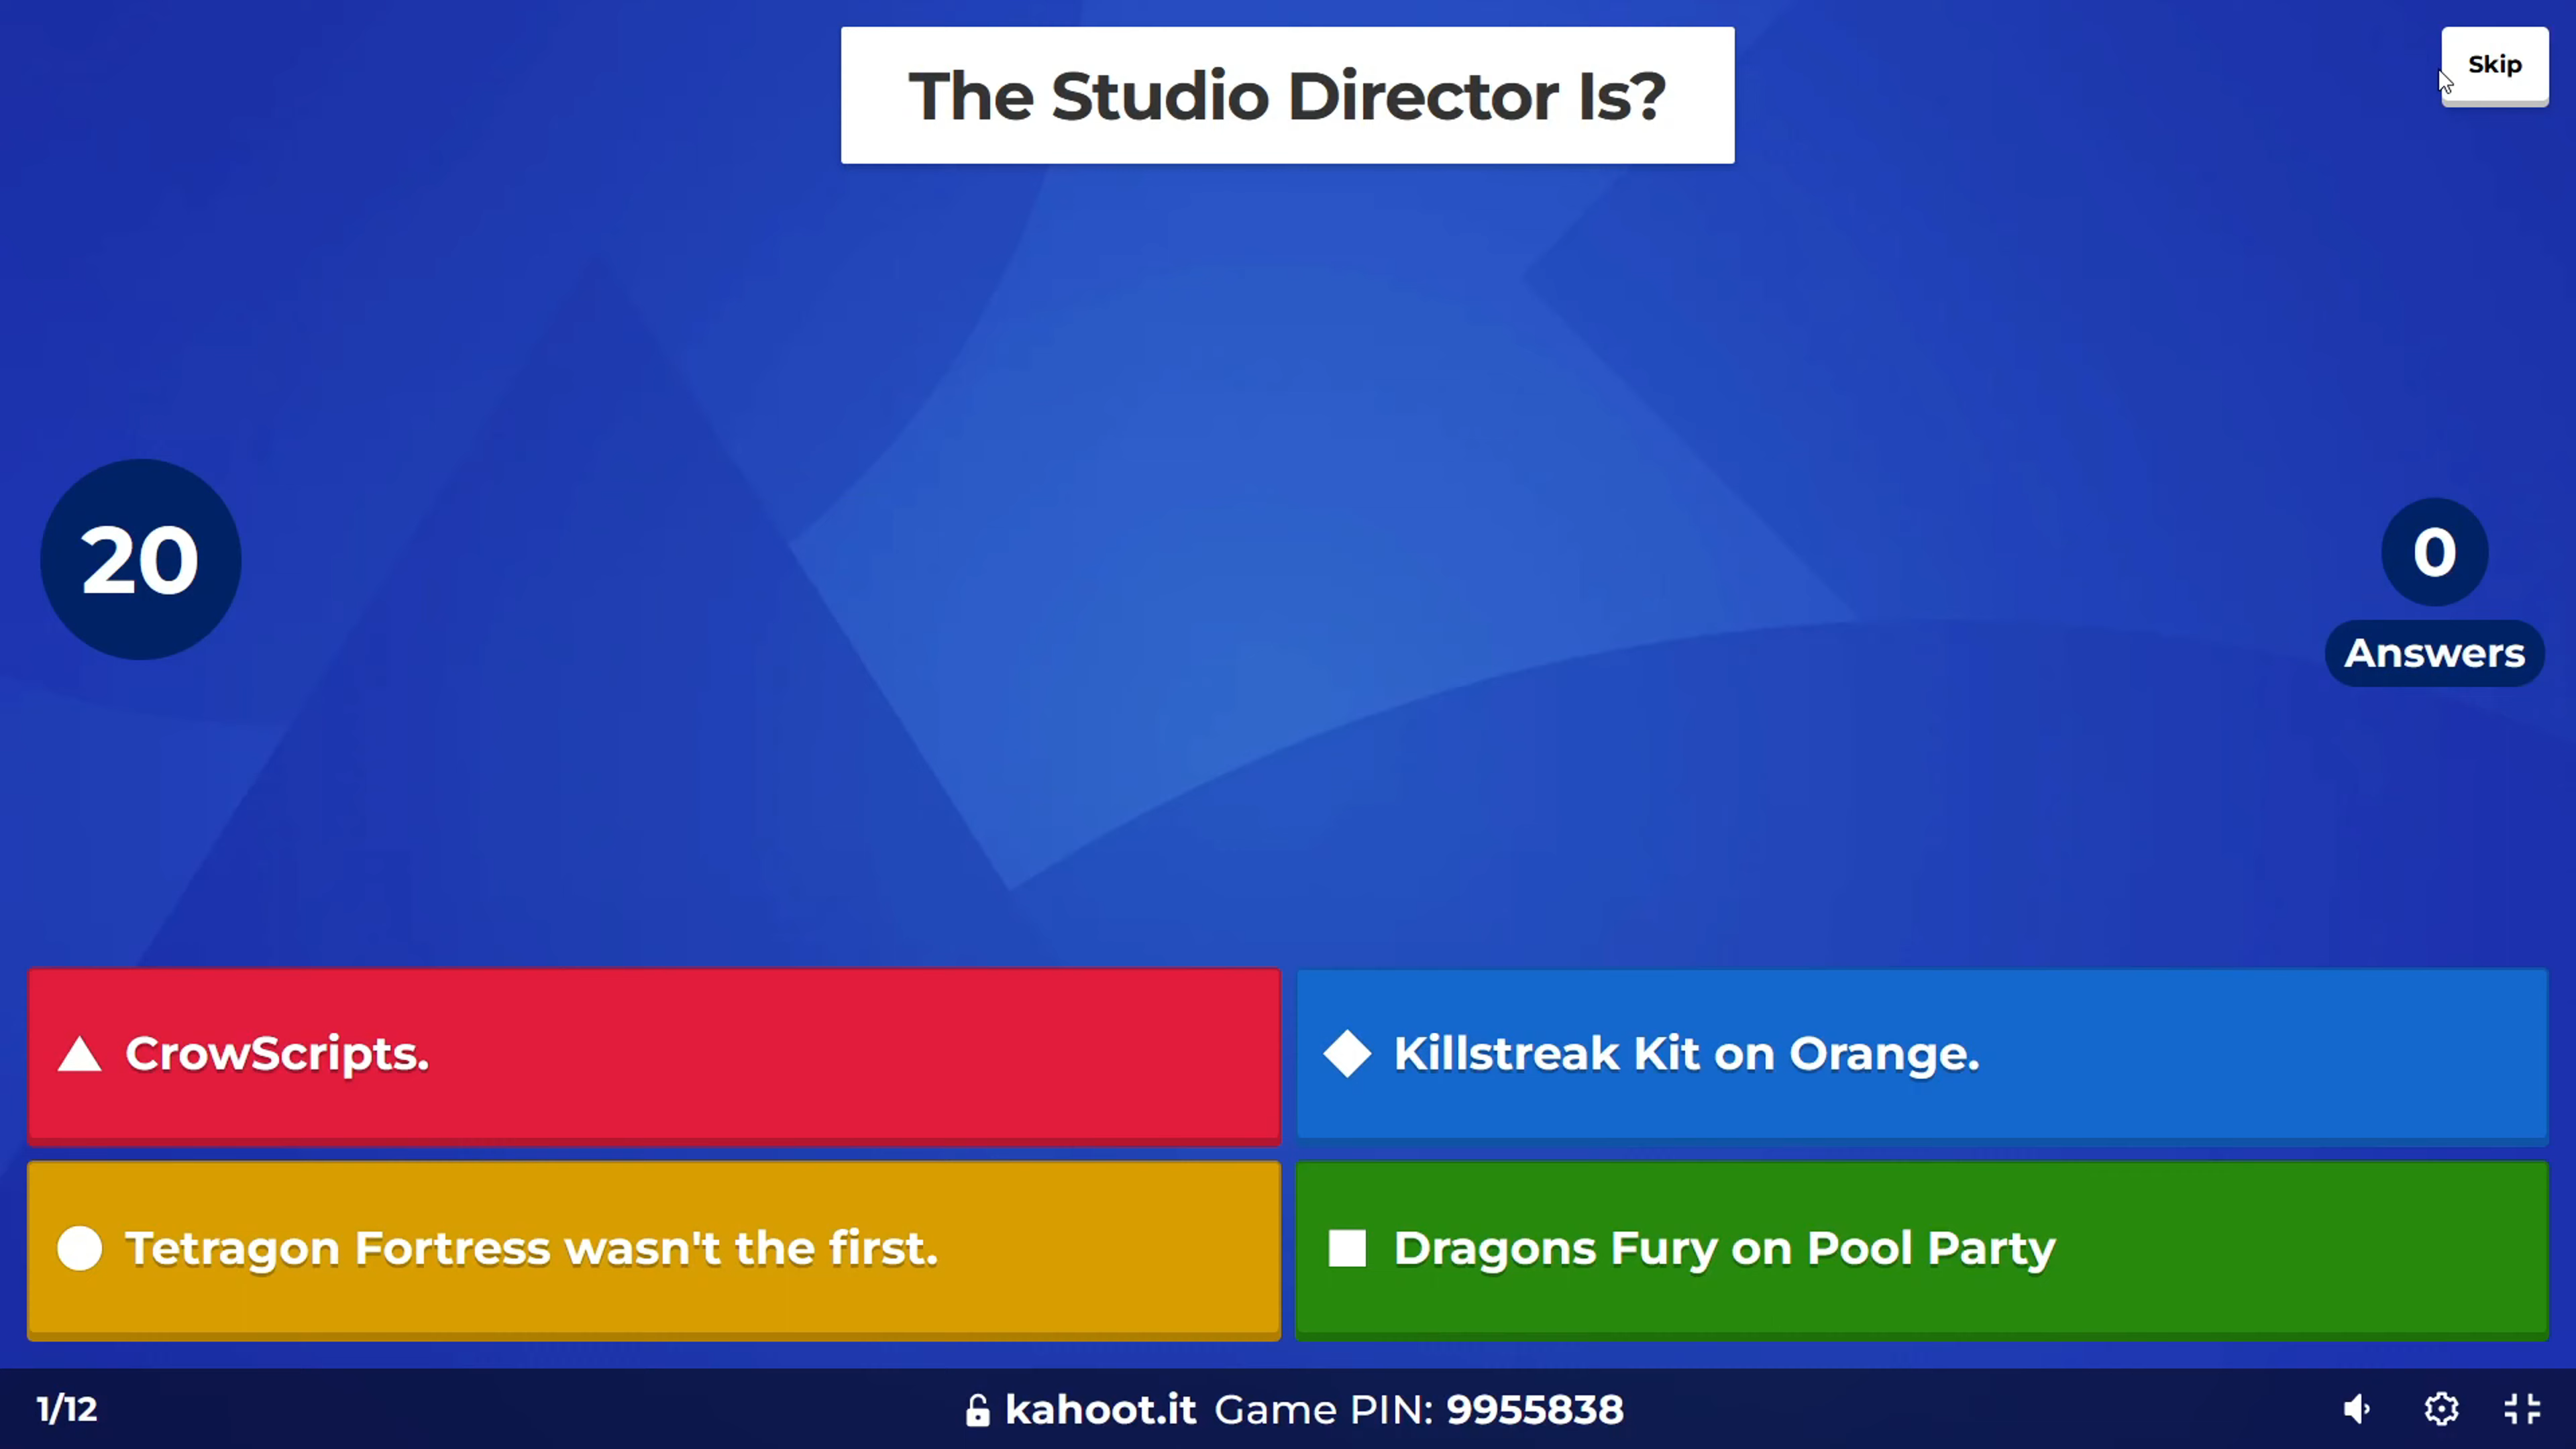 The Studio Director Is?
Skip
20
0
Answers
CrowScripts.
Killstreak Kit on Orange.
Tetragon Fortress wasn't the first.
Dragons Fury on Pool Party
1/12
kahoot.it Game PIN: 9955838